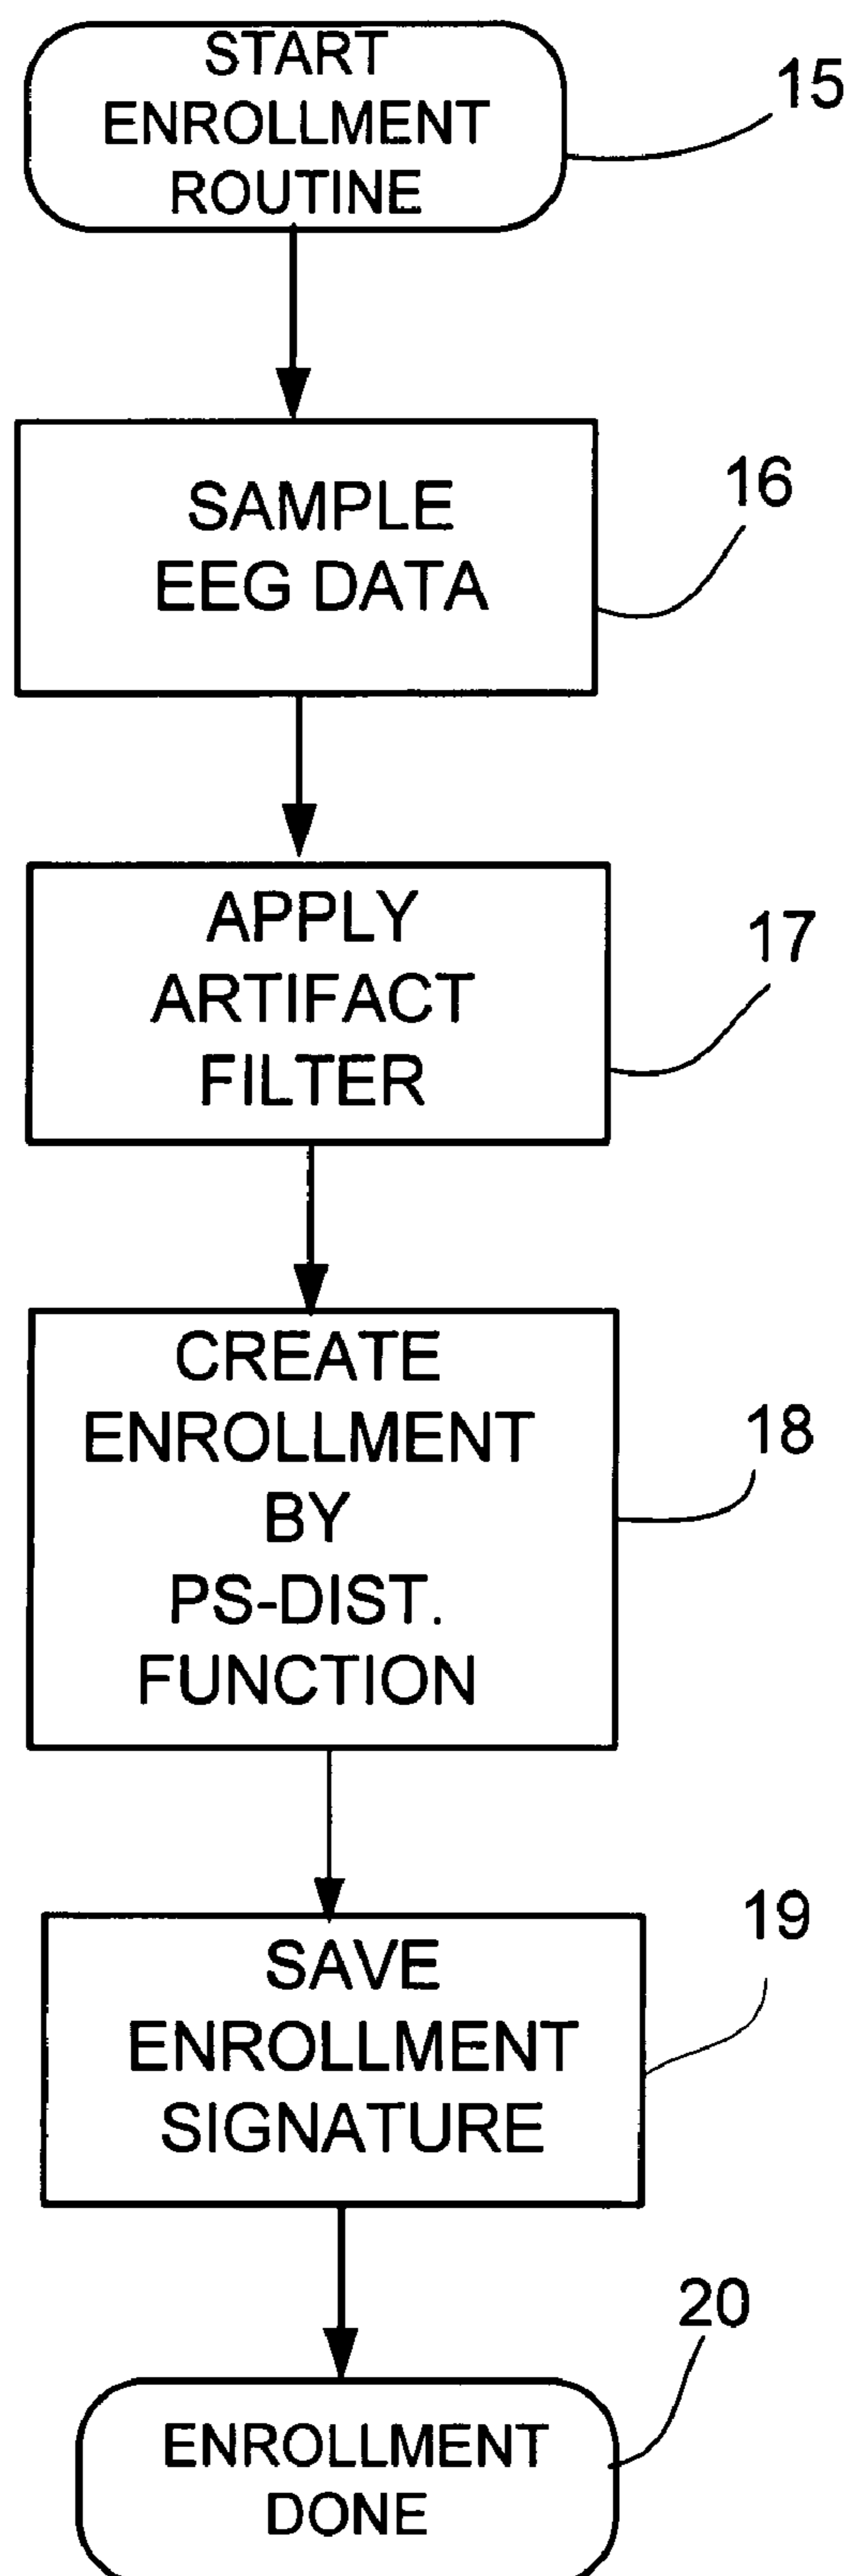 START
ENROLLMENT
ROUTINE
15
SAMPLE
EEG DATA
16
APPLY
ARTIFACT
FILTER
17
CREATE
ENROLLMENT
BY
PS-DIST.
FUNCTION
18
SAVE
ENROLLMENT
SIGNATURE
19
ENROLLMENT
DONE
20